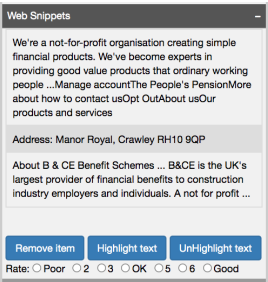 Web Snippets –
We're a not-for-profit organisation creating simple
financial products. We've become experts in
providing good value products that ordinary working
people ...Manage accountThe People's PensionMore
about how to contact usOpt OutAbout usOur
products and services
Address: Manor Royal, Crawley RH10 9QP
About B & CE Benefit Schemes ... B&CE is the UK's
largest provider of financial benefits to construction
industry employers and individuals. A not for profit ...
Remove item Highlight text UnHighlight text
Rate: Poor 2 3 OK 5 6 Good